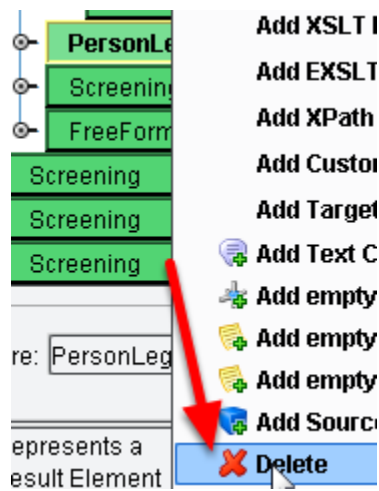 PersonLe
Screenin
FreeForm
Screening
Screening
Screening
re: PersonLeg
epresents a
esult Element
Add XSLT
Add EXSLT
Add XPath
Add Custo
Add Target
Add Text C
Add empty
Add empty
Add empty
Add Source
Delete